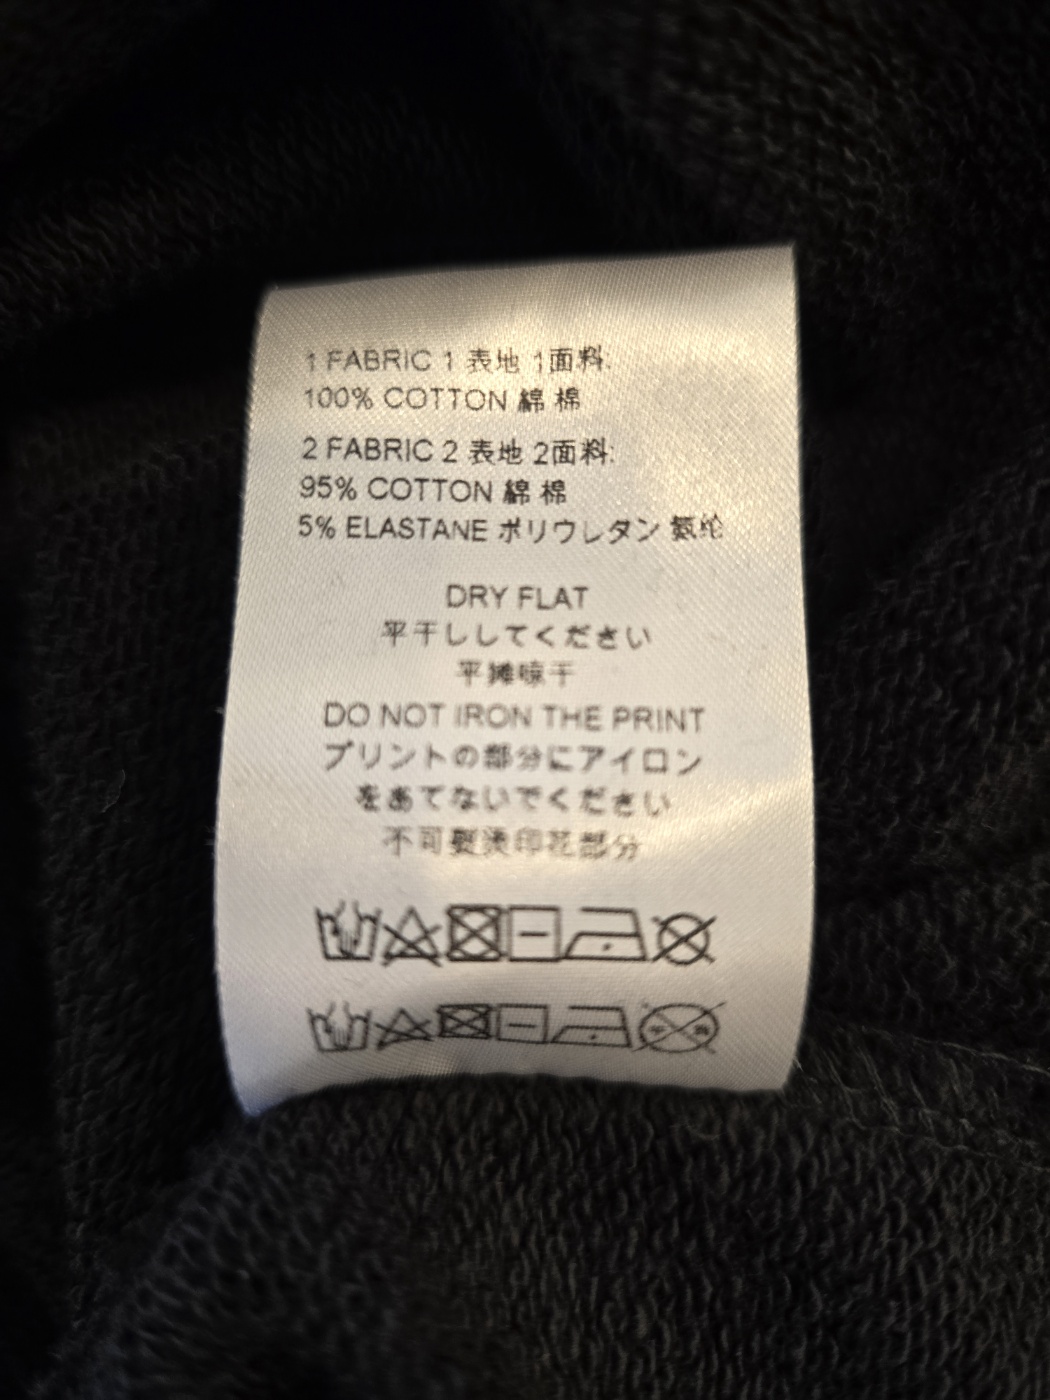 1 FABRIC 1 表地 1面料:
100% COTTON 綿 棉
2 FABRIC 2 表地 2面料:
95% COTTON 綿 棉
5% ELASTANE ポリウレタン 氨纶
DRY FLAT
平干ししてください
平摊晾干
DO NOT IRON THE PRINT
プリントの部分にアイロン
をあてないでください
不可熨烫印花部分